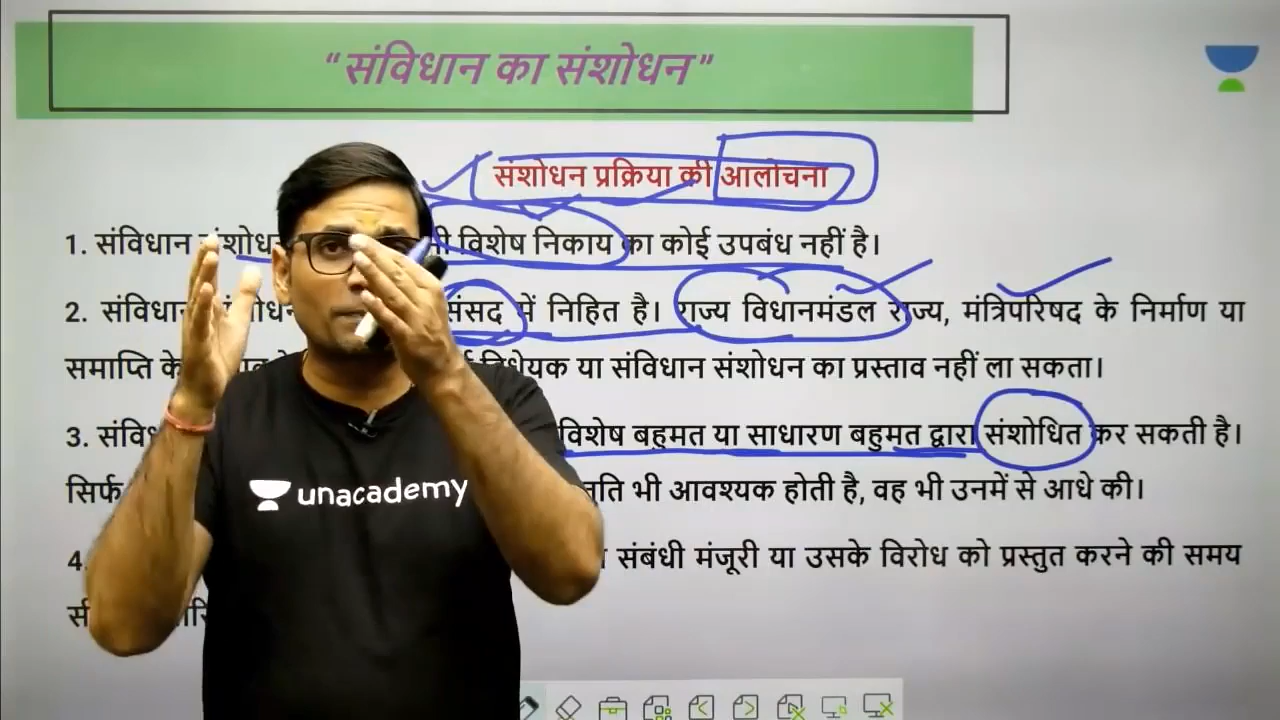 “संविधान का संशोधन”
संशोधन प्रक्रिया की आलोचना
1. संविधान विशेष निकाय का कोई उपबंध नहीं है।
2. संविधान संसद में निहित है। राज्य विधानमंडल राज्य, मंत्रिपरिषद के निर्माण या
समाप्ति के विधेयक या संविधान संशोधन का प्रस्ताव नहीं ला सकता।
3. विशेष बहुमत या साधारण बहुमत द्वारा संशोधित कर सकती है।
सिर्फ भी आवश्यक होती है, वह भी उनमें से आधे की।
4. संबंधी मंजूरी या उसके विरोध को प्रस्तुत करने की समय
unacademy